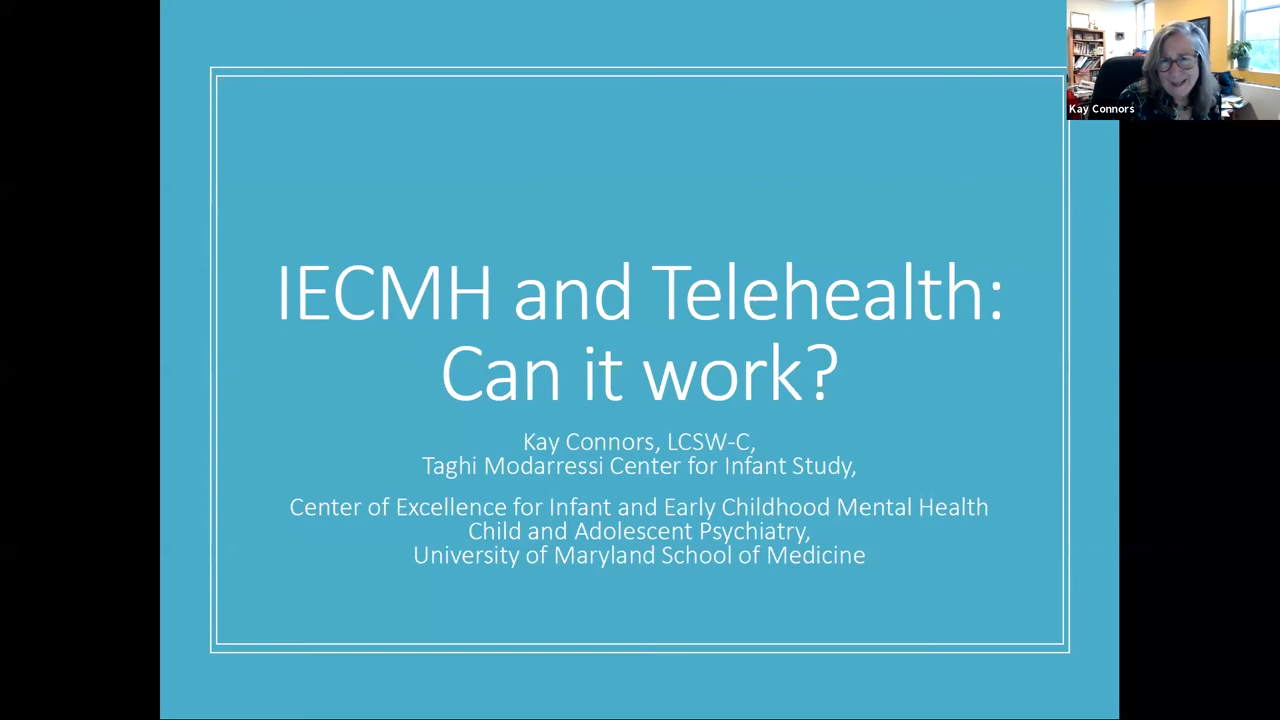 Kay Connors
IECMH and Telehealth:
Can it work?
Kay Connors, LCSW-C,
Taghi Modarressi Center for Infant Study,
Center of Excellence for Infant and Early Childhood Mental Health
Child and Adolescent Psychiatry,
University of Maryland School of Medicine